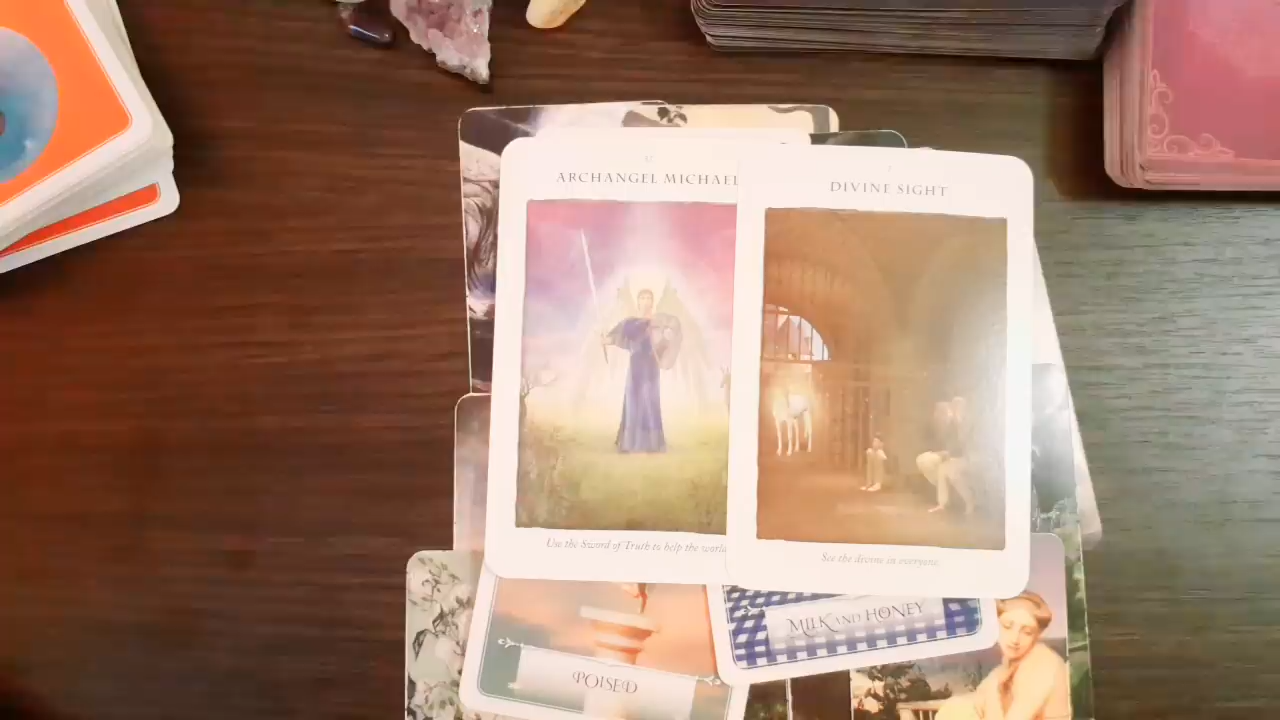 ARCHANGEL MICHAEL
Use the Sword of Truth to help the world
DIVINE SIGHT
See the divine in everyone.
POISED
MILK AND HONEY